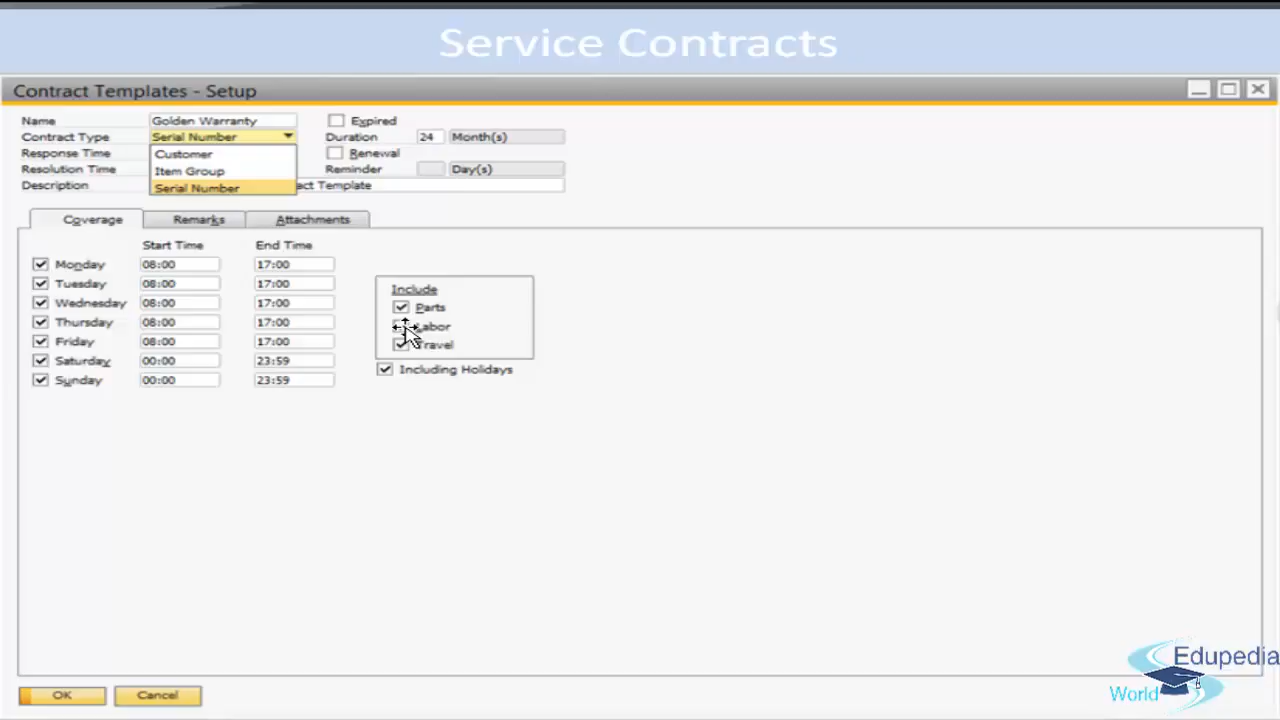 Service Contracts
Contract Templates - Setup
Name Golden Warranty Expired
Contract Type Serial Number Duration 24 Month(s)
Response Time Customer Renewal
Resolution Time Item Group Reminder Day(s)
Description Serial Number Template
Coverage Remarks Attachments
Start Time End Time
Monday 08:00 17:00
Tuesday 08:00 17:00
Wednesday 08:00 17:00
Thursday 08:00 17:00
Friday 08:00 17:00
Saturday 00:00 23:59
Sunday 00:00 23:59
Include
Parts
Labor
Travel
Including Holidays
OK Cancel
Edupedia
World